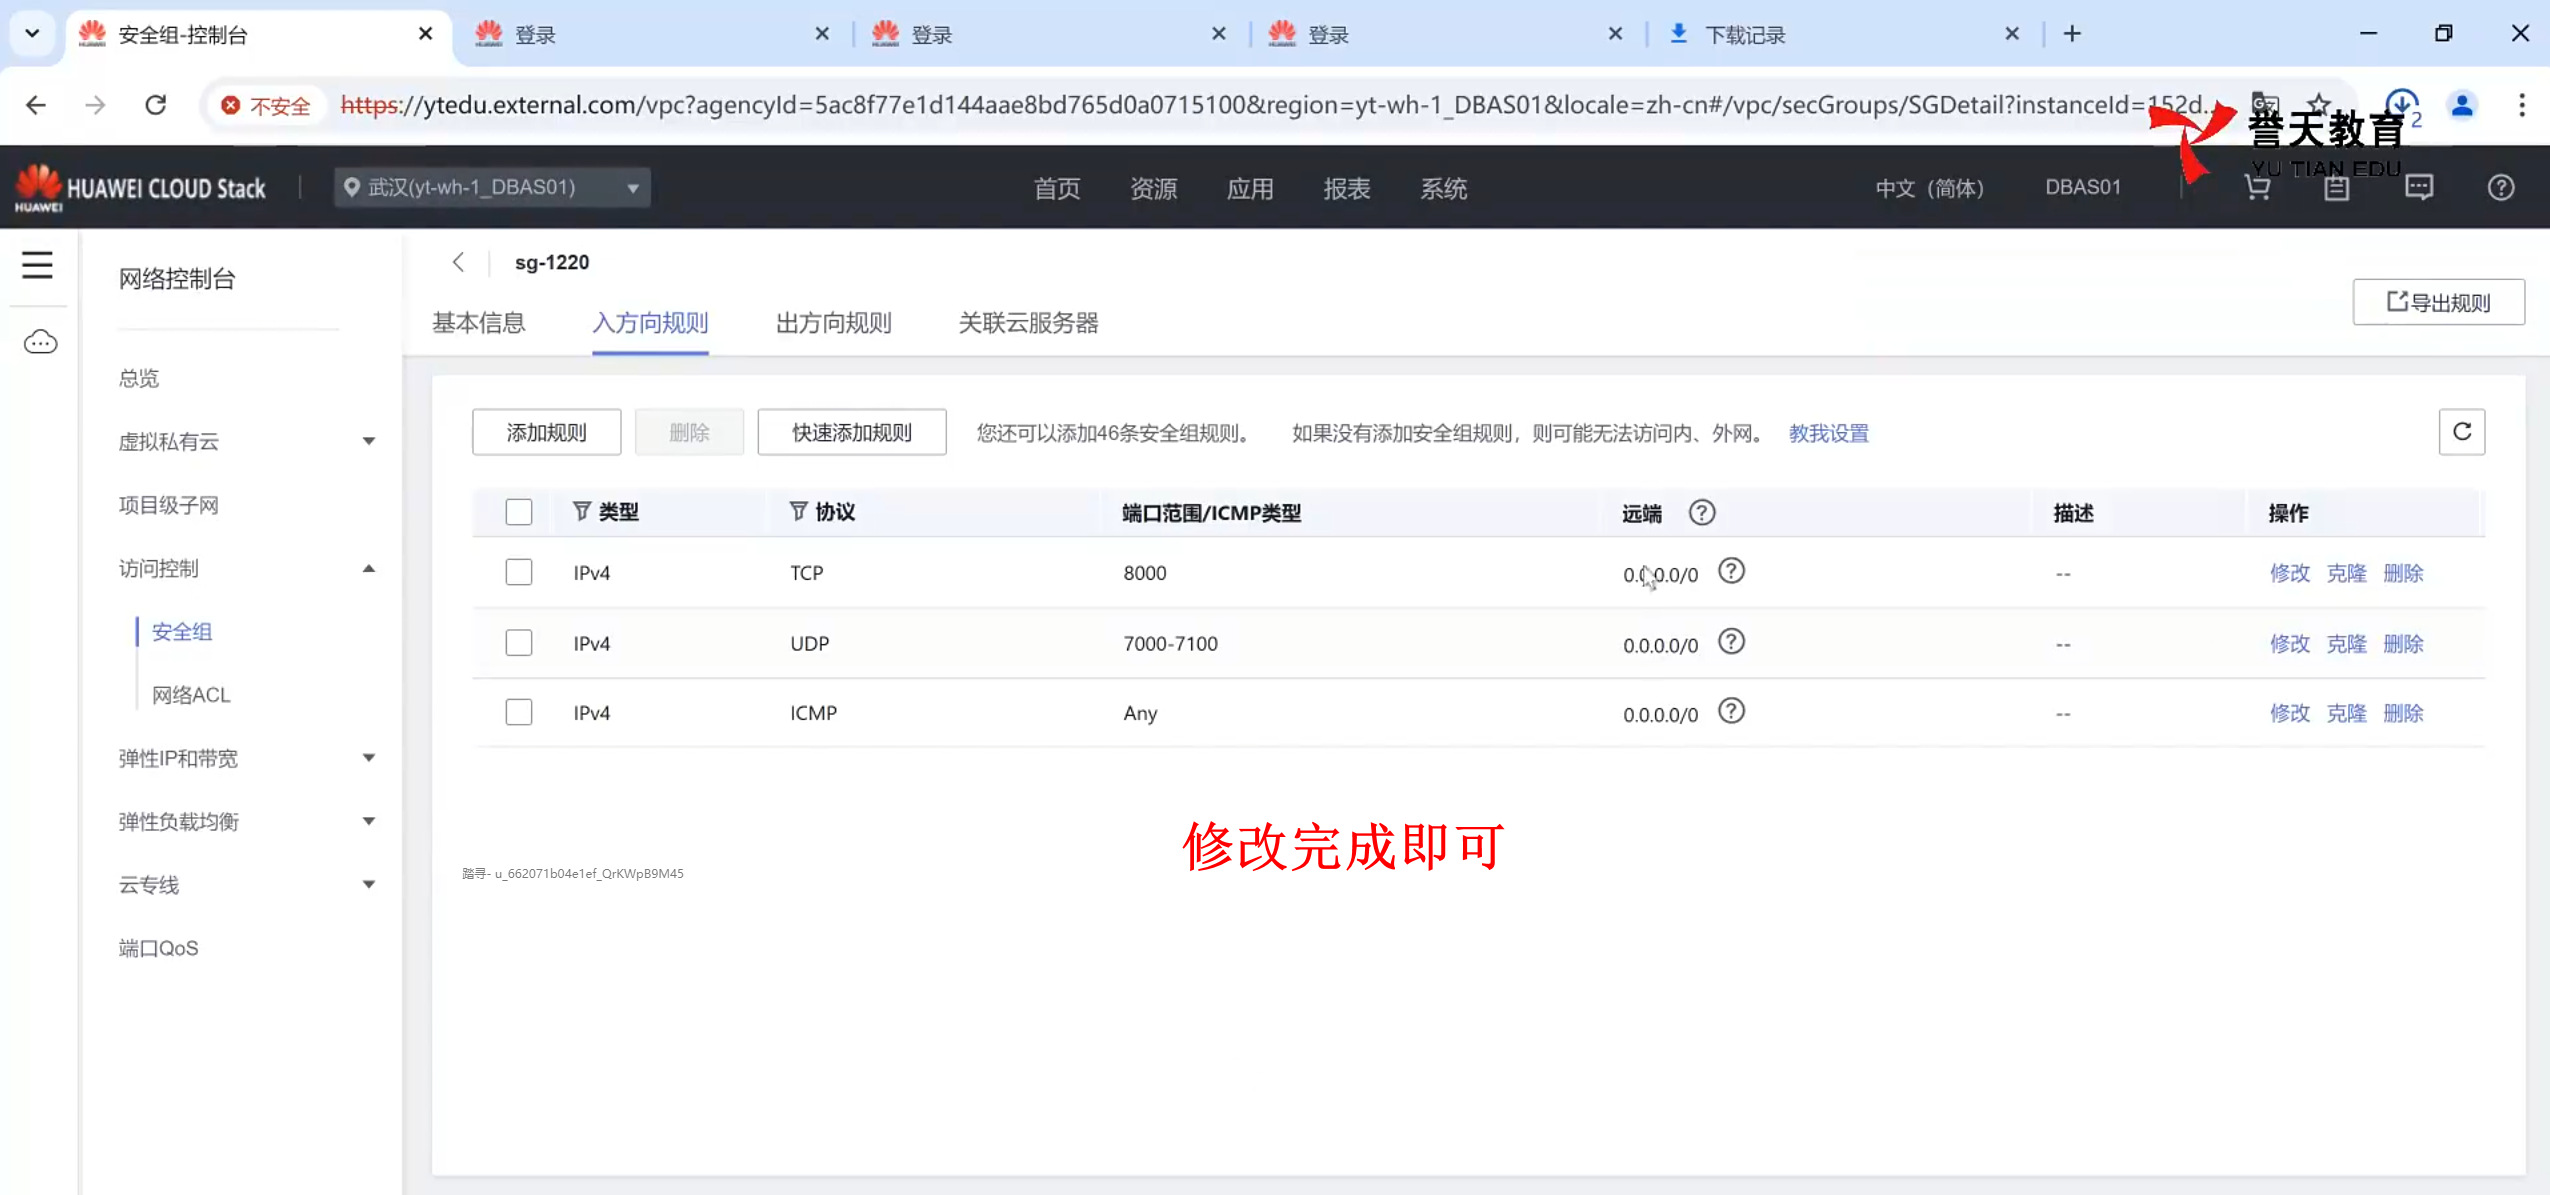 安全组-控制台
登录
登录
登录
下载记录
不安全 https://ytedu.external.com/vpc?agencyId=5ac8f77e1d144aae8bd765d0a0715100&region=yt-wh-1_DBAS01&locale=zh-cn#/vpc/secGroups/SGDetail?instanceId=152d...
2
誉天教育
YU TIAN EDU
HUAWEI
HUAWEI CLOUD Stack
武汉(yt-wh-1_DBAS01)
首页 资源 应用 报表 系统
中文（简体） DBAS01
网络控制台
总览
虚拟私有云
项目级子网
访问控制
安全组
网络ACL
弹性IP和带宽
弹性负载均衡
云专线
端口QoS
sg-1220
基本信息 入方向规则 出方向规则 关联云服务器
导出规则
添加规则 删除 快速添加规则 您还可以添加46条安全组规则。 如果没有添加安全组规则，则可能无法访问内、外网。 教我设置
类型 协议 端口范围/ICMP类型 远端 描述 操作
IPv4 TCP 8000 0.0.0.0/0 -- 修改 克隆 删除
IPv4 UDP 7000-7100 0.0.0.0/0 -- 修改 克隆 删除
IPv4 ICMP Any 0.0.0.0/0 -- 修改 克隆 删除
修改完成即可
踏寻- u_662071b04e1ef_QrKWpB9M45